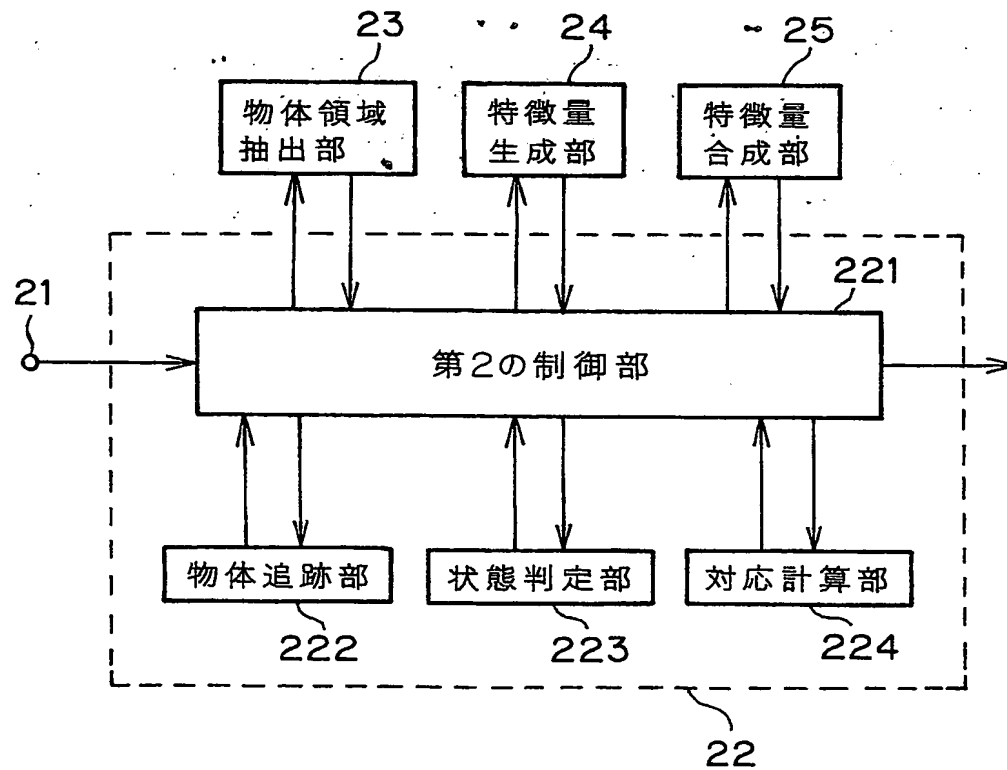 23
24
25
物体領域
抽出部
特徴量
生成部
特徴量
合成部
21
221
第2の制御部
物体追跡部
状態判定部
対応計算部
222
223
224
22